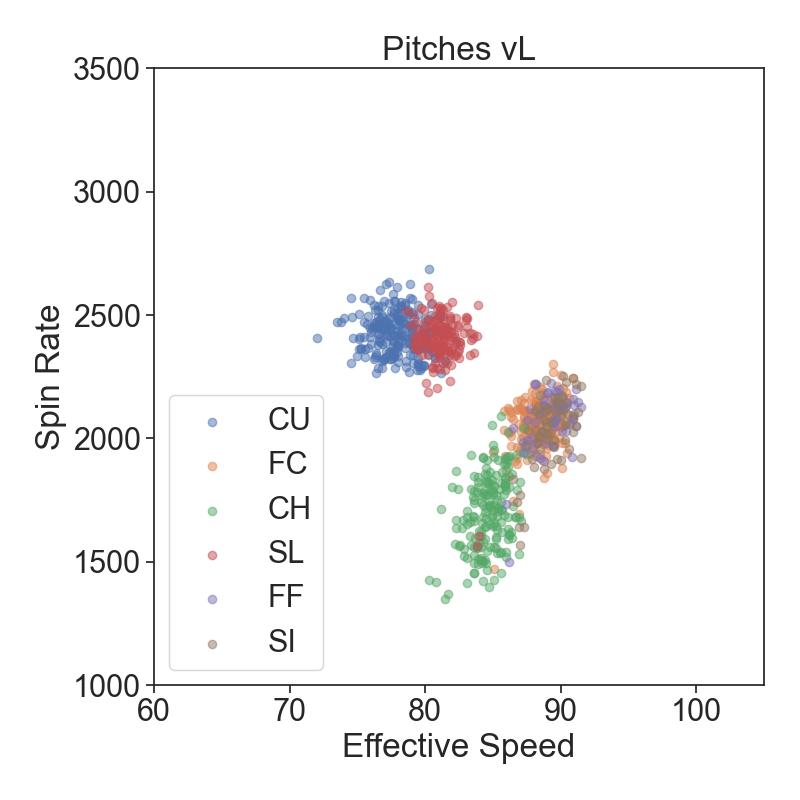 Pitches vL
3500
3000
2500
2000
1500
1000
Spin Rate
CU
FC
CH
SL
FF
SI
60 70 80 90 100
Effective Speed